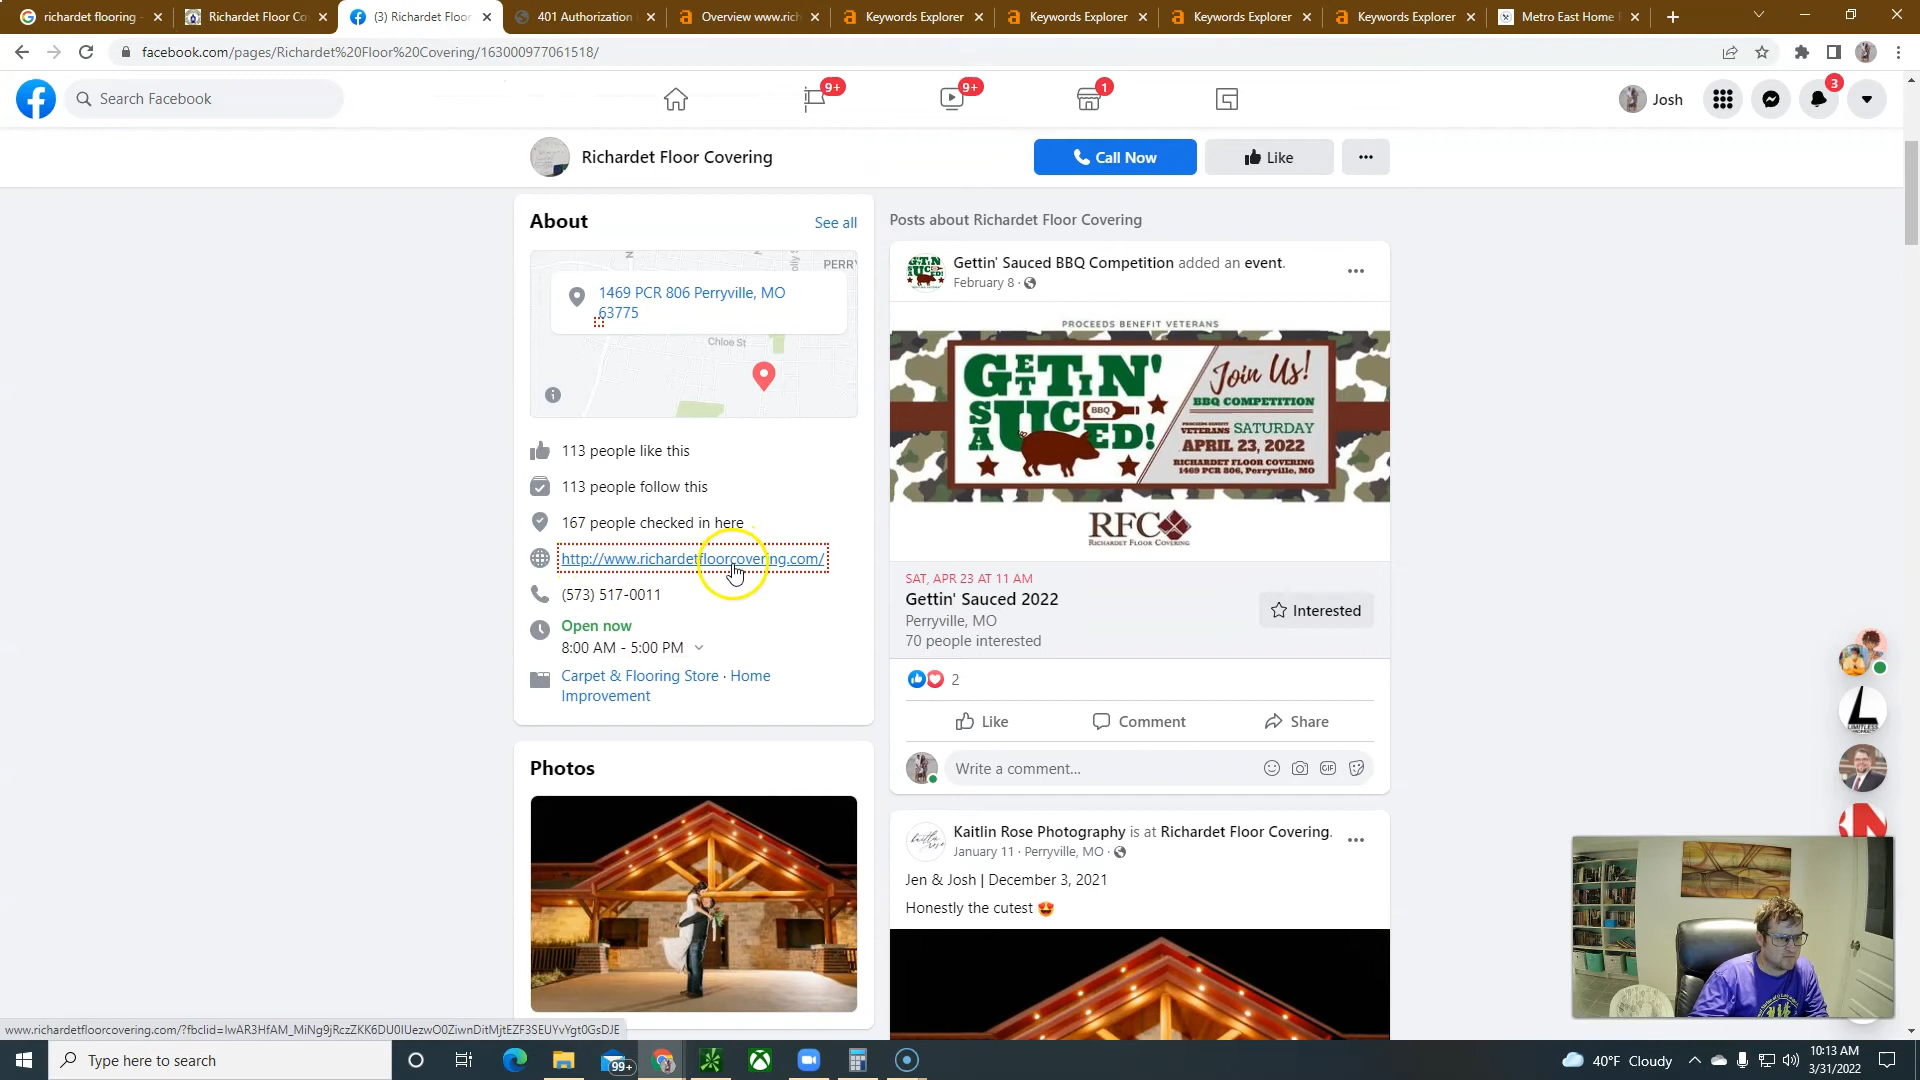 richardet flooring -
Richardet Floor Co
(3) Richardet Floor
401 Authorization
Overview www.rich
Keywords Explorer
Keywords Explorer
Keywords Explorer
Keywords Explorer
Metro East Home
facebook.com/pages/Richardet%20Floor%20Covering/163000977061518/
Search Facebook
9+
9+
1
Josh
3
Richardet Floor Covering
Call Now
Like
About
See all
PERRY
1469 PCR 806 Perryville, MO
63775
Chloe St
113 people like this
113 people follow this
167 people checked in here
http://www.richardetfloorcovering.com/
(573) 517-0011
Open now
8:00 AM - 5:00 PM
Carpet & Flooring Store · Home
Improvement
Photos
Posts about Richardet Floor Covering
Gettin' Sauced BBQ Competition added an event.
February 8 ·
PROCEEDS BENEFIT VETERANS
GETTIN'
SAUCED!
BBQ
Join Us!
BBQ COMPETITION
PROCEEDS BENEFIT
VETERANS SATURDAY
APRIL 23, 2022
RICHARDET FLOOR COVERING
1469 PCR 806, Perryville, MO
RFC
RICHARDET FLOOR COVERING
SAT, APR 23 AT 11 AM
Gettin' Sauced 2022
Perryville, MO
70 people interested
Interested
2
Like
Comment
Share
Write a comment...
GIF
Kaitlin Rose Photography is at Richardet Floor Covering.
January 11 · Perryville, MO ·
Jen & Josh | December 3, 2021
Honestly the cutest 😍
Type here to search
99+
40°F Cloudy
10:13 AM
3/31/2022